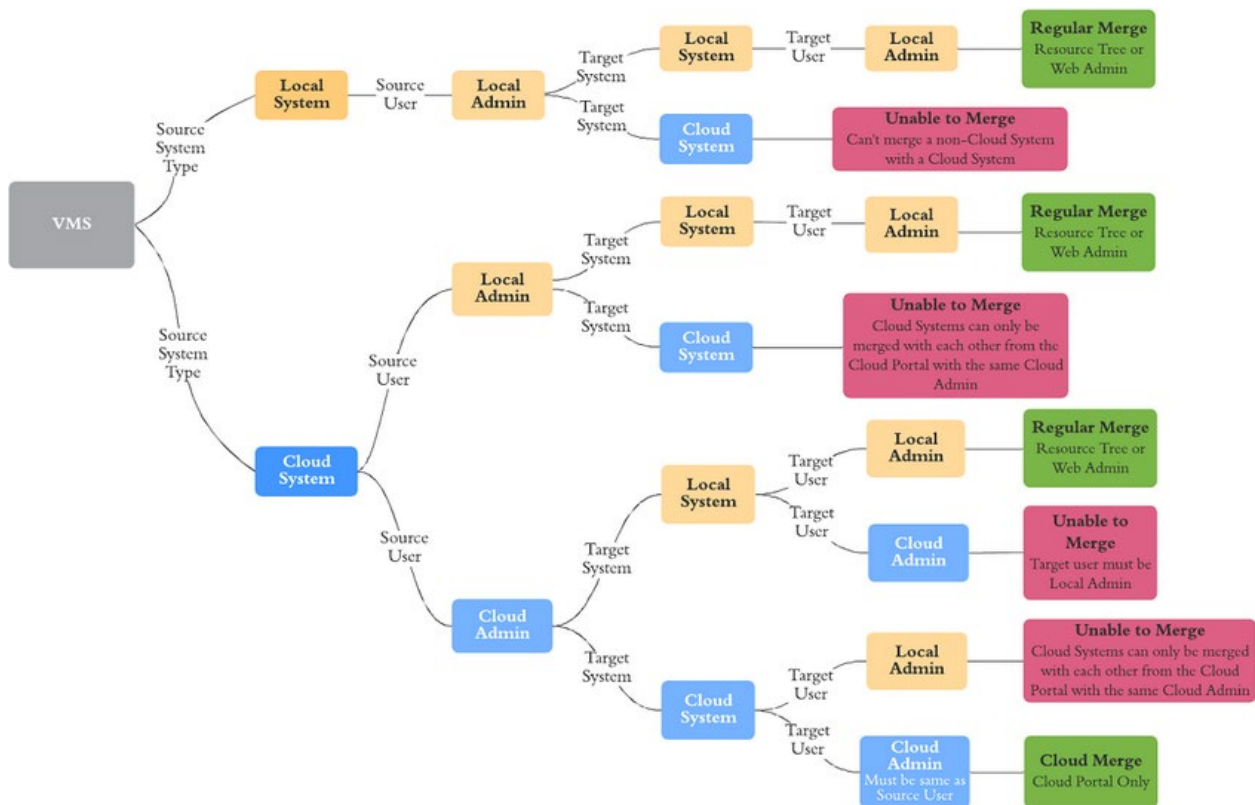 VMS
Source
System
Type
Local
System
Source
User
Local
Admin
Target
System
Local
System
Target
User
Local
Admin
Regular Merge
Resource Tree or
Web Admin
Target
System
Cloud
System
Unable to Merge
Can't merge a non-Cloud System
with a Cloud System
Source
System
Type
Cloud
System
Source
User
Local
Admin
Target
System
Local
System
Target
User
Local
Admin
Regular Merge
Resource Tree or
Web Admin
Target
System
Cloud
System
Unable to Merge
Cloud Systems can only be
merged with each other from the
Cloud Portal with the same Cloud
Admin
Source
User
Cloud
Admin
Target
System
Local
System
Target
User
Local
Admin
Regular Merge
Resource Tree or
Web Admin
Target
User
Cloud
Admin
Unable to
Merge
Target user must be
Local Admin
Target
System
Cloud
System
Target
User
Local
Admin
Unable to Merge
Cloud Systems can only be merged
with each other from the Cloud
Portal with the same Cloud Admin
Target
User
Cloud
Admin
Must be same as
Source User
Cloud Merge
Cloud Portal Only